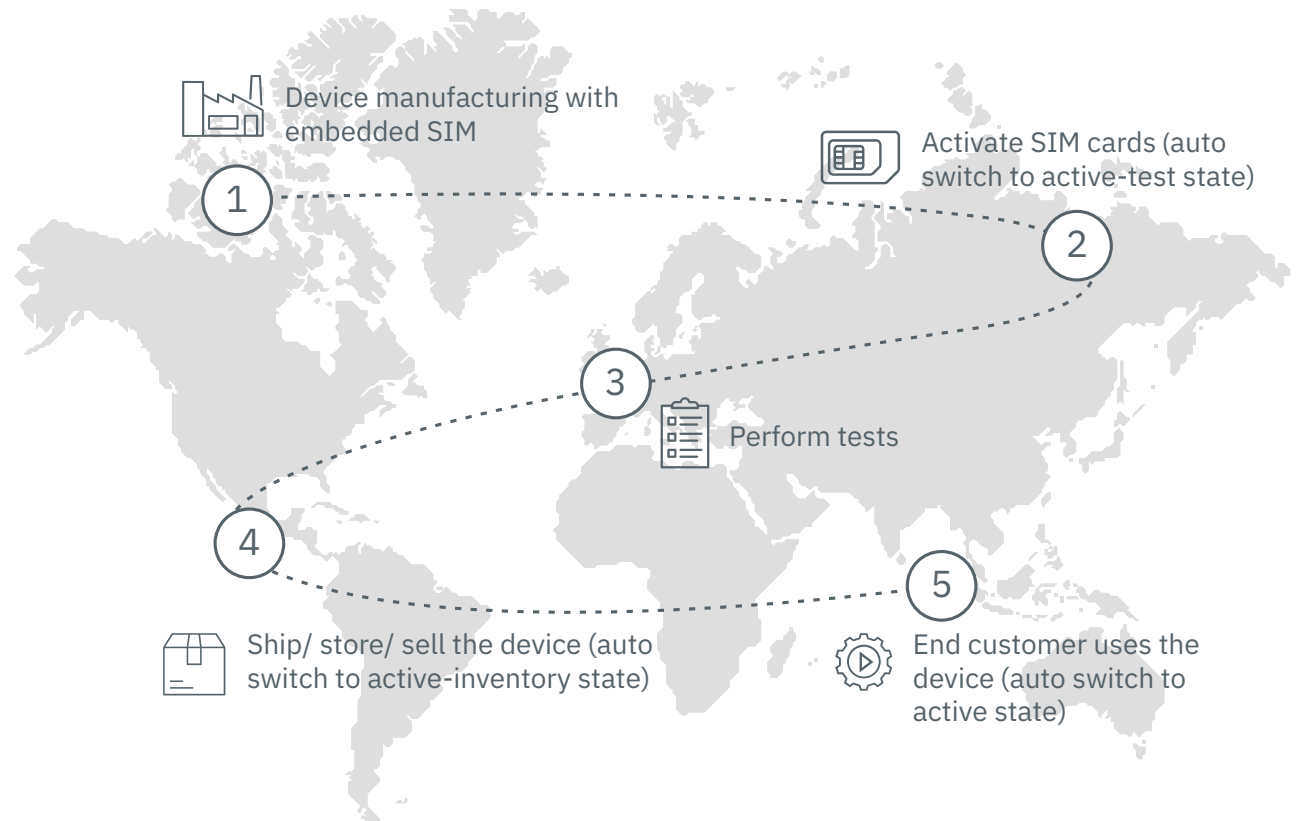 Device manufacturing with
embedded SIM
1
Activate SIM cards (auto
switch to active-test state)
2
3
Perform tests
4
Ship/ store/ sell the device (auto
switch to active-inventory state)
5
End customer uses the
device (auto switch to
active state)